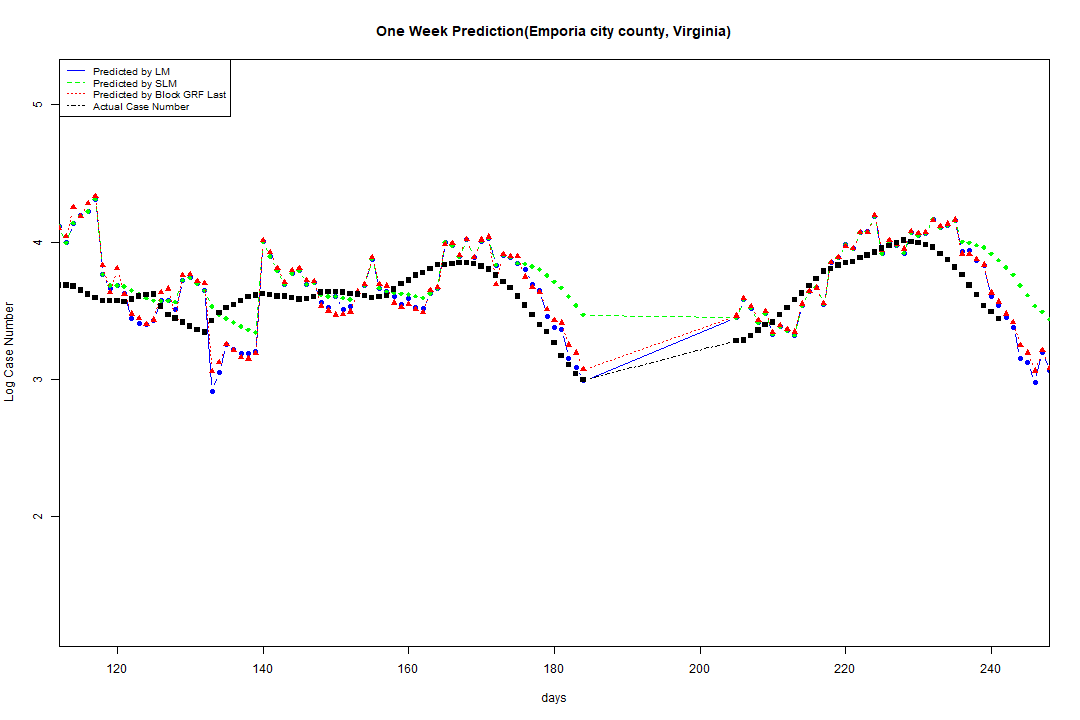 One Week Prediction(Emporia city county, Virginia)
Predicted by LM
Predicted by SLM
Predicted by Block GRF Last
Actual Case Number
5
4
3
2
Log Case Number
120 140 160 180 200 220 240
days